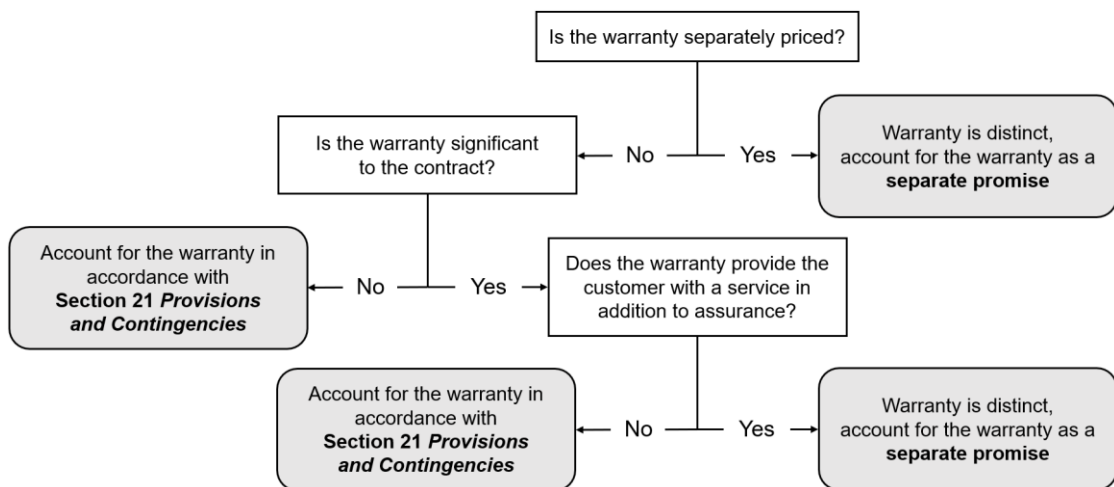 Is the warranty separately priced?
Is the warranty significant
to the contract?
No
Yes
Warranty is distinct,
account for the warranty as a
separate promise
Account for the warranty in
accordance with
Section 21 Provisions
and Contingencies
No
Yes
Does the warranty provide the
customer with a service in
addition to assurance?
Account for the warranty in
accordance with
Section 21 Provisions
and Contingencies
No
Yes
Warranty is distinct,
account for the warranty as a
separate promise